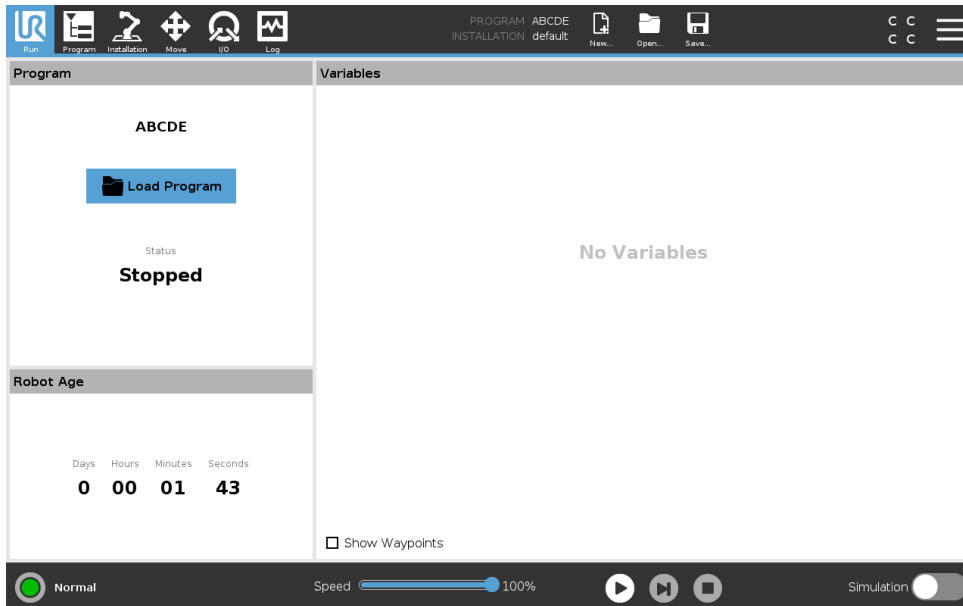 UR
Run
Program
Installation
Move
I/O
Log
PROGRAM ABCDE
INSTALLATION default
New...
Open...
Save...
C C
C C
Program
Variables
ABCDE
Load Program
Status
Stopped
No Variables
Robot Age
Days Hours Minutes Seconds
0 00 01 43
Show Waypoints
Normal
Speed 100%
Simulation